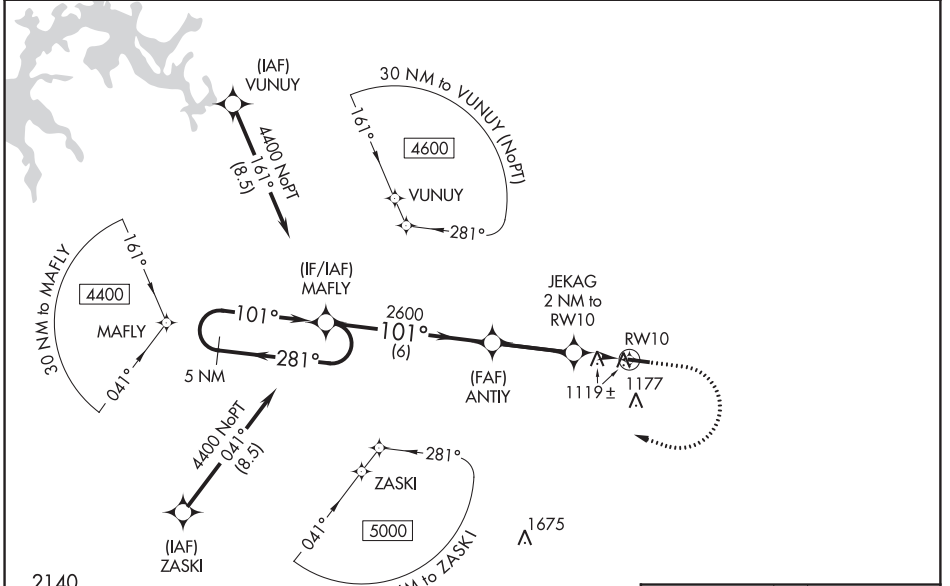 (IAF)
VUNUY
4400 NoPT
161°
(8.5)
30 NM to VUNUY (NoPT)
161°
4600
VUNUY
281°
30 NM to MAFLY
161°
4400
MAFLY
041°
(IF/IAF)
MAFLY
101°
281°
5 NM
2600
101°
(6)
(FAF)
ANTIY
JEKAG
2 NM to
RW10
RW10
1119 ±
1177
4400 NoPT
041°
(8.5)
(IAF)
ZASKI
281°
ZASKI
041°
5000
NM to ZASKI
1675
2140